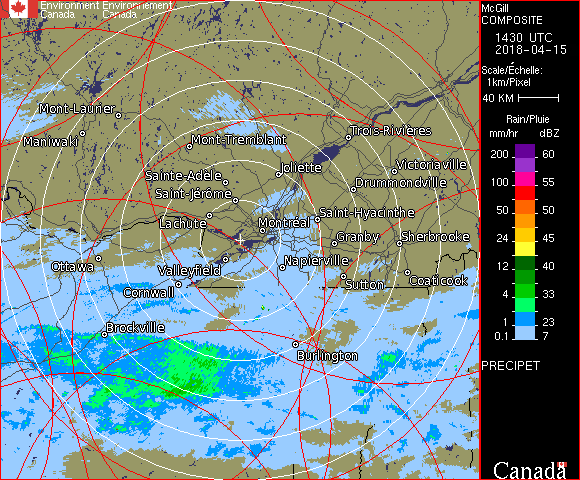 Environment Environnement
Canada Canada
McGill
COMPOSITE
1430 UTC
2018-04-15
Scale/Échelle:
1km/Pixel
40 KM
Rain/Pluie
mm/hr dBZ
200 60
100 55
50 50
24 45
12 40
4 33
1 23
0.1 7
PRECIPET
Canada
Mont-Laurier
Maniwaki
Mont-Tremblant
Trois-Rivières
Victoriaville
Joliette
Sainte-Adèle
Drummondville
Saint-Jérôme
Saint-Hyacinthe
Lachute
Montréal
Granby
Sherbrooke
Ottawa
Valleyfield
Napierville
Coaticook
Cornwall
Sutton
Brockville
Burlington